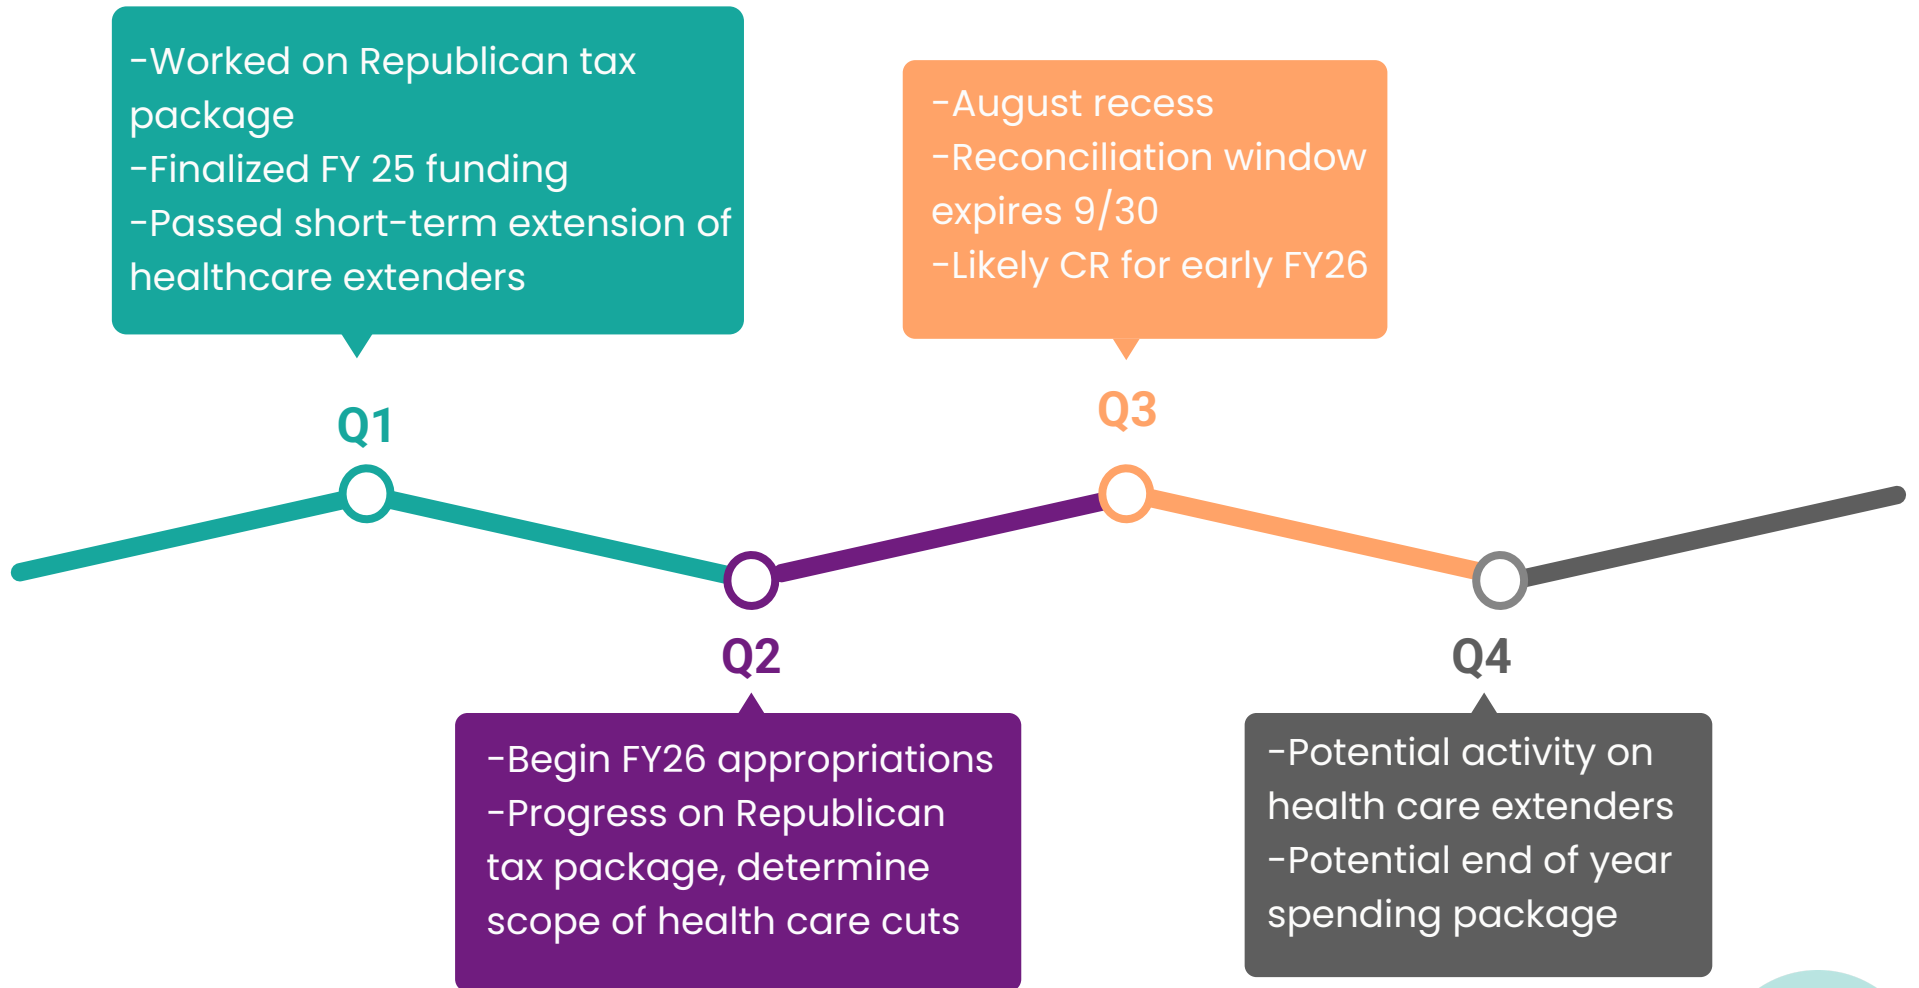 -Worked on Republican tax
package
-Finalized FY 25 funding
-Passed short-term extension of
healthcare extenders
Q1
-Begin FY26 appropriations
-Progress on Republican
tax package, determine
scope of health care cuts
Q2
-August recess
-Reconciliation window
expires 9/30
-Likely CR for early FY26
Q3
-Potential activity on
health care extenders
-Potential end of year
spending package
Q4